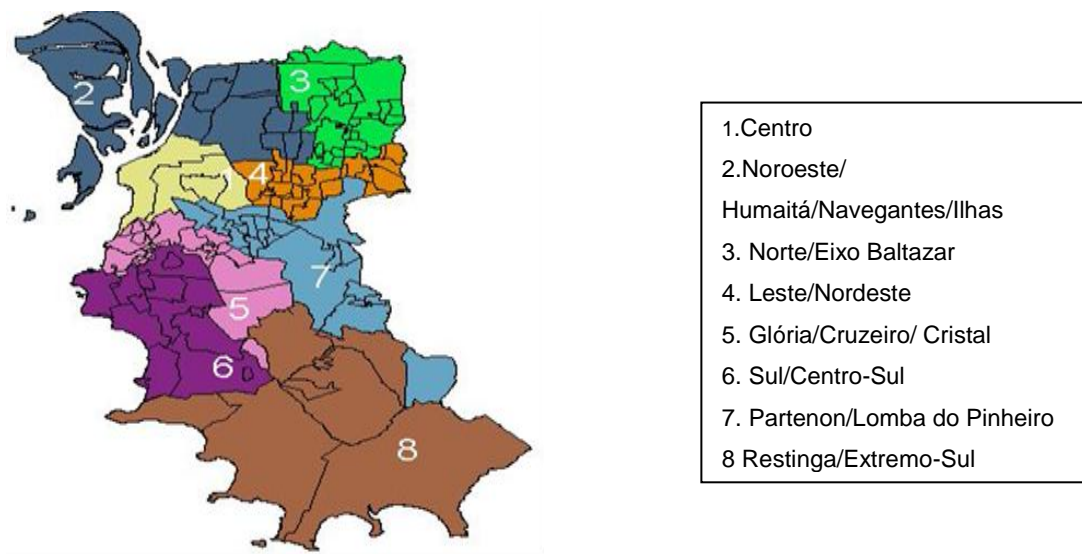 2
3
1
4
7
5
6
8
1.Centro
2.Noroeste/
Humaitá/Navegantes/Ilhas
3. Norte/Eixo Baltazar
4. Leste/Nordeste
5. Glória/Cruzeiro/ Cristal
6. Sul/Centro-Sul
7. Partenon/Lomba do Pinheiro
8 Restinga/Extremo-Sul